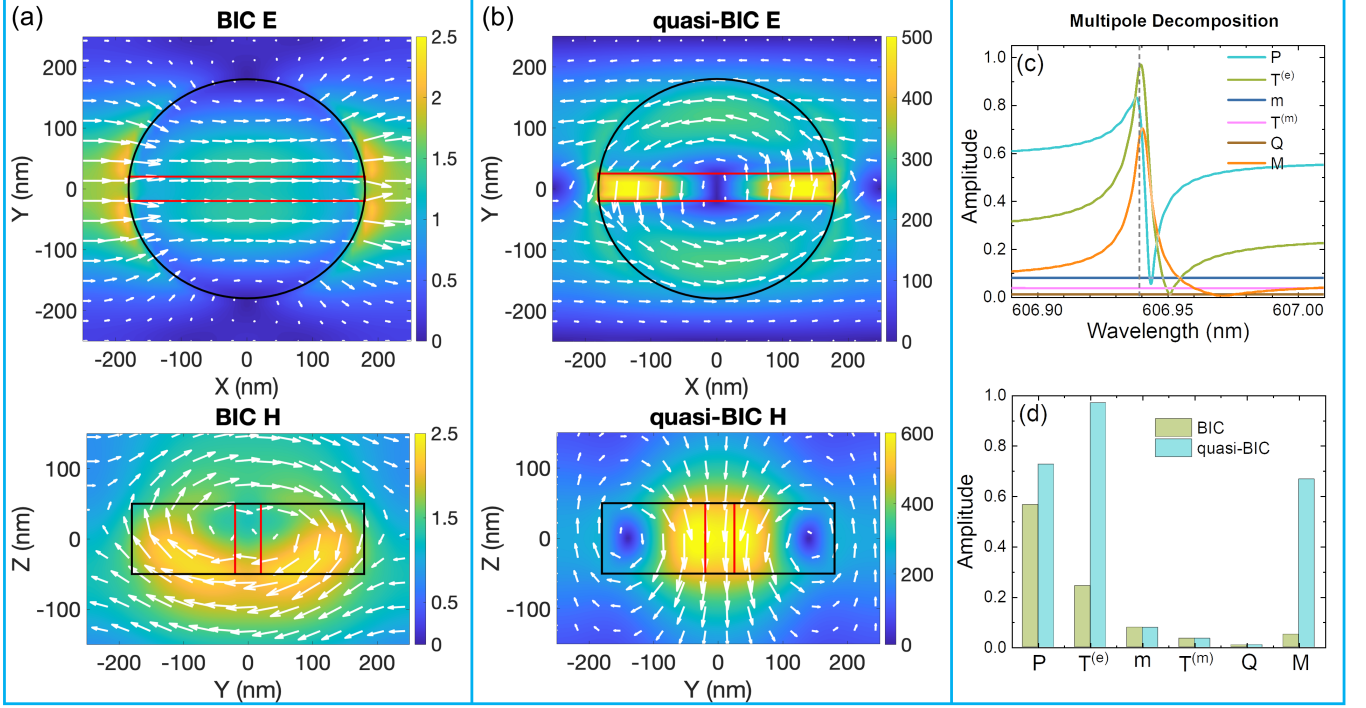 (a)
BIC E
200
100
0
-100
-200
Y (nm)
-200 -100 0 100 200
X (nm)
2.5
2
1.5
1
0.5
0
BIC H
100
0
-100
Z (nm)
-200 -100 0 100 200
Y (nm)
2.5
2
1.5
1
0.5
0
(b)
quasi-BIC E
200
100
0
-100
-200
Y (nm)
-200 -100 0 100 200
X (nm)
500
400
300
200
100
0
quasi-BIC H
100
0
-100
Z (nm)
-200 -100 0 100 200
Y (nm)
600
400
200
0
Multipole Decomposition
(c)
P
T(e)
m
T(m)
Q
M
1.0
0.8
0.6
0.4
0.2
0.0
Amplitude
606.90 606.95 607.00
Wavelength (nm)
(d)
BIC
quasi-BIC
1.0
0.8
0.6
0.4
0.2
0.0
Amplitude
P T(e) m T(m) Q M